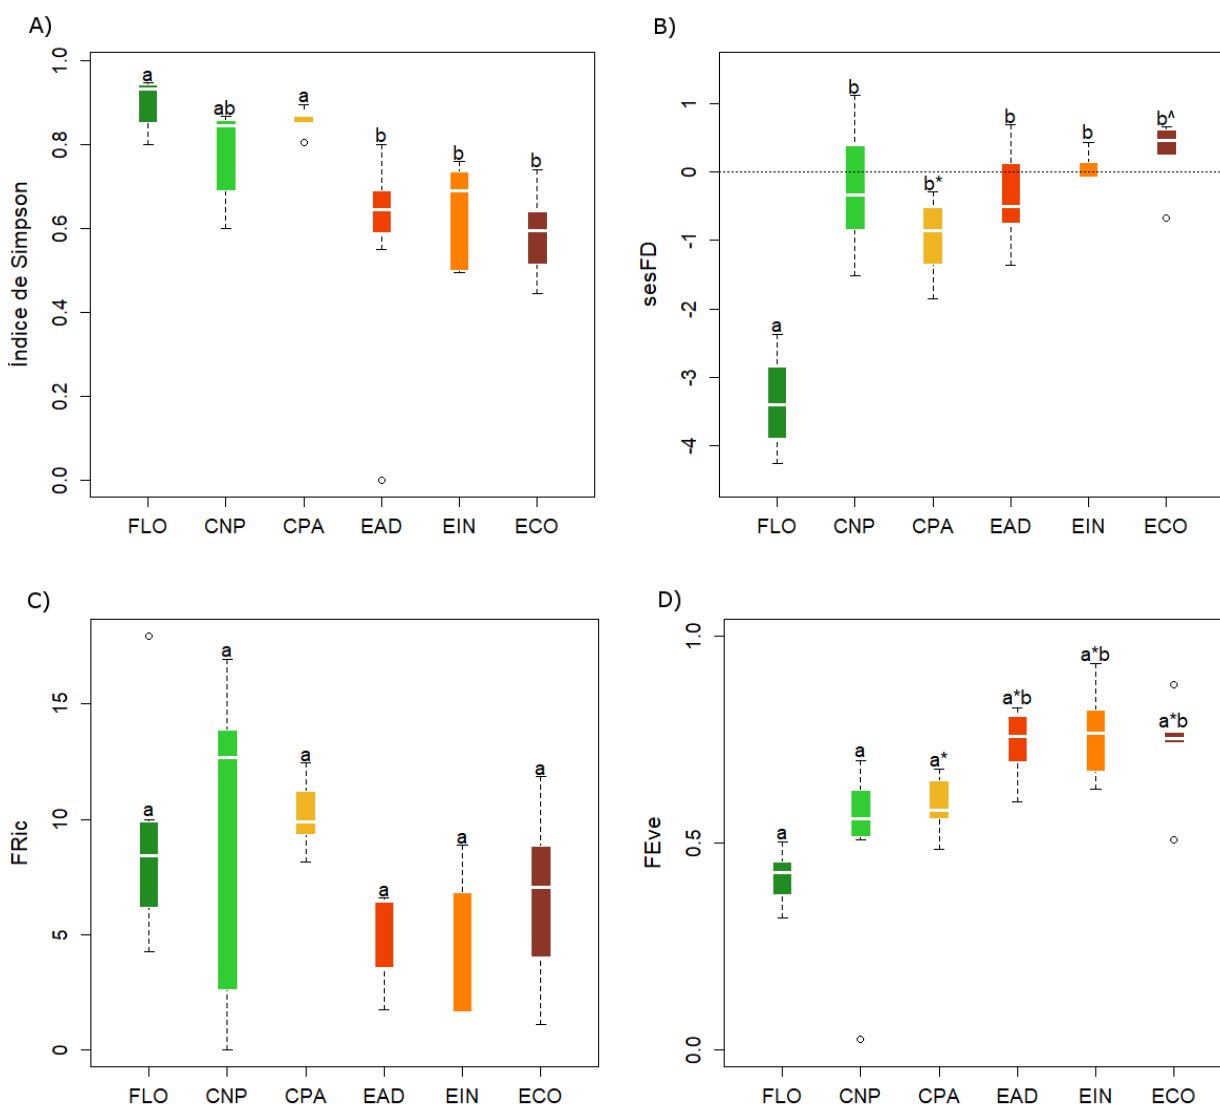 A)
Índice de Simpson
1.0
0.8
0.6
0.4
0.2
0.0
a
ab
a
b
b
b
FLO CNP CPA EAD EIN ECO
B)
sesFD
1
0
-1
-2
-3
-4
a
b
b*
b
b
b^
FLO CNP CPA EAD EIN ECO
C)
FRic
15
10
5
0
a
a
a
a
a
a
FLO CNP CPA EAD EIN ECO
D)
FEve
1.0
0.5
0.0
a
a
a*
a*b
a*b
a*b
FLO CNP CPA EAD EIN ECO